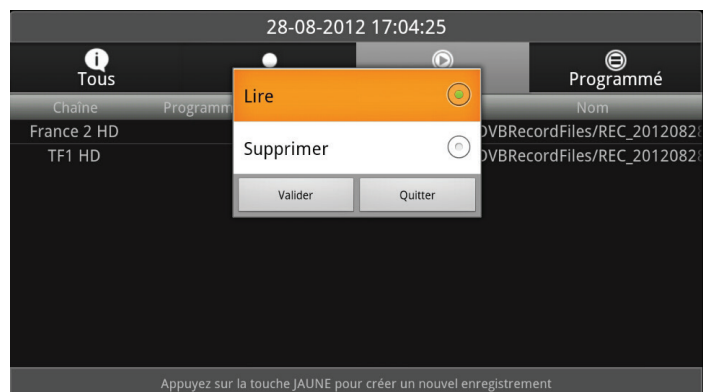 28-08-2012 17:04:25
Tous
Programmé
Chaîne Programm Nom
France 2 HD DVBRecordFiles/REC_20120828
TF1 HD DVBRecordFiles/REC_20120828
Lire
Supprimer
Valider Quitter
Appuyez sur la touche JAUNE pour créer un nouvel enregistrement